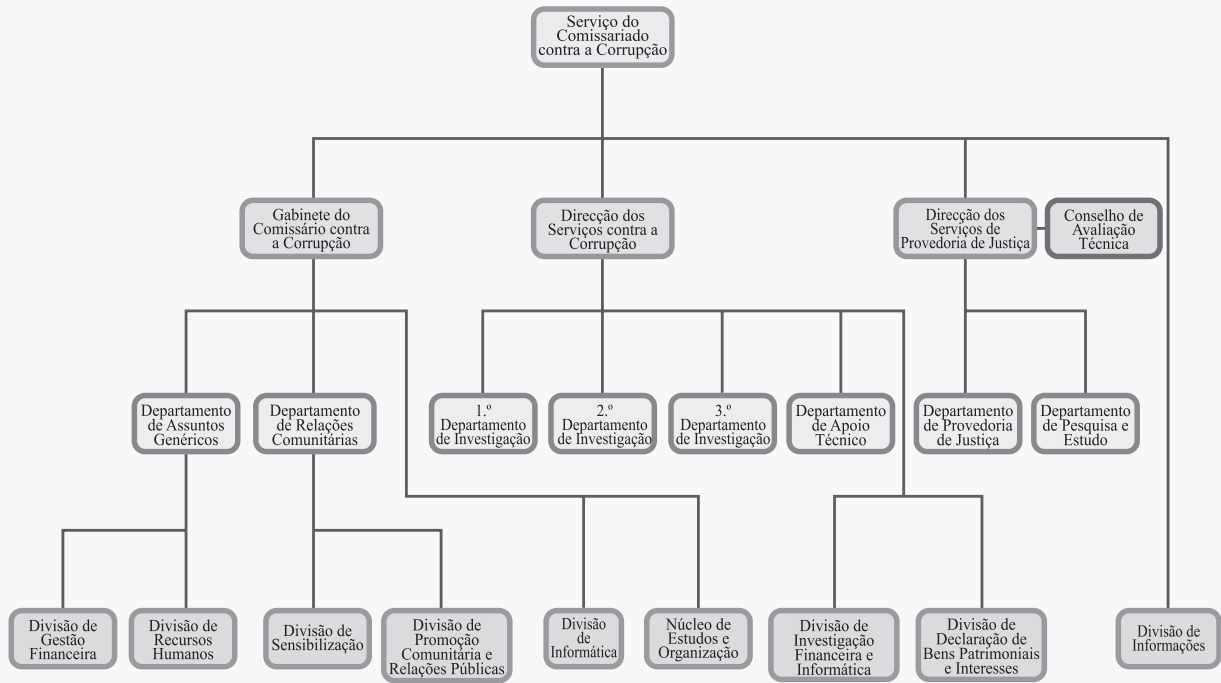 Serviço do
Comissariado
contra a Corrupção
Gabinete do
Comissário contra
a Corrupção
Direcção dos
Serviços contra a
Corrupção
Direcção dos
Serviços de
Provedoria de Justiça
Conselho de
Avaliação
Técnica
Departamento
de Assuntos
Genéricos
Departamento
de Relações
Comunitárias
1.º
Departamento
de Investigação
2.º
Departamento
de Investigação
3.º
Departamento
de Investigação
Departamento
de Apoio
Técnico
Departamento
de Provedoria
de Justiça
Departamento
de Pesquisa e
Estudo
Divisão de
Gestão
Financeira
Divisão de
Recursos
Humanos
Divisão de
Sensibilização
Divisão de
Promoção
Comunitária e
Relações Públicas
Divisão
de
Informática
Núcleo de
Estudos e
Organização
Divisão de
Investigação
Financeira e
Informática
Divisão de
Declaração de
Bens Patrimoniais
e Interesses
Divisão de
Informações